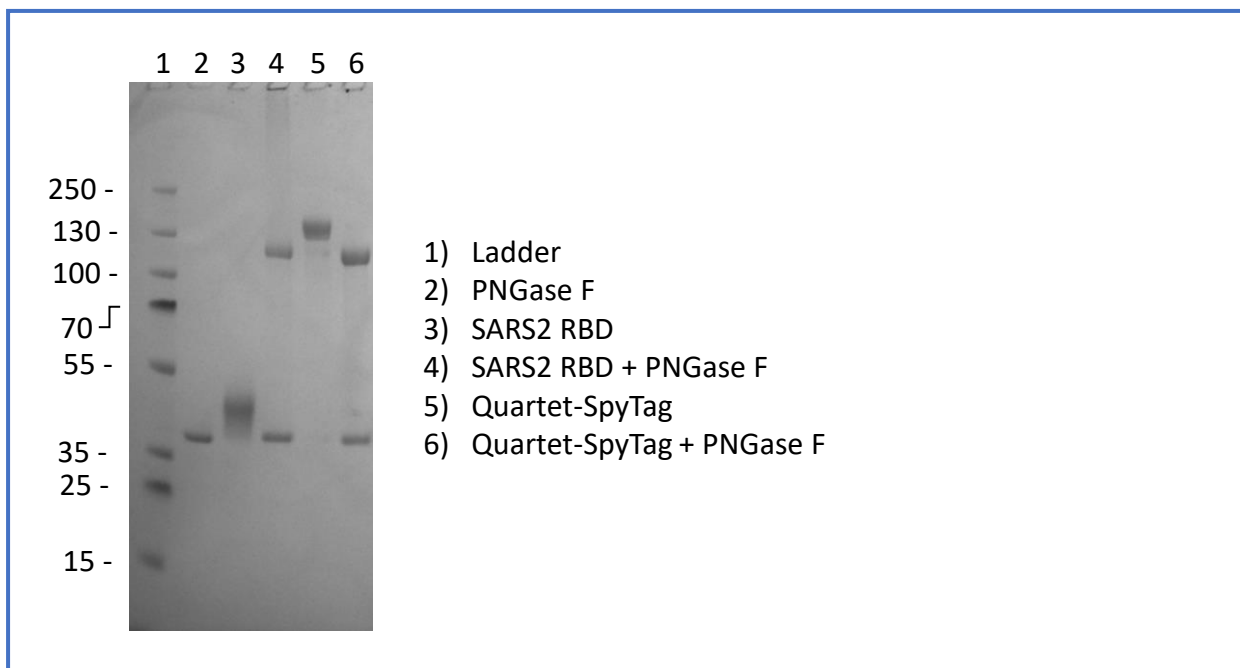 1 2 3 4 5 6
250 -
130 -
100 -
70
55 -
35 -
25 -
15 -
1) Ladder
2) PNGase F
3) SARS2 RBD
4) SARS2 RBD + PNGase F
5) Quartet-SpyTag
6) Quartet-SpyTag + PNGase F